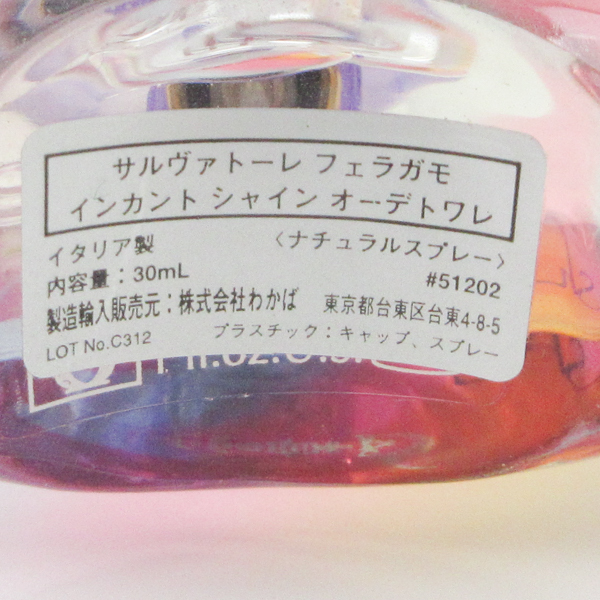 サルヴァトーレ フェラガモ
インカント シャイン オーデトワレ
イタリア製 〈ナチュラルスプレー〉
内容量：30mL #51202
製造輸入販売元：株式会社わかば 東京都台東区台東4-8-5
LOT No.C312 プラスチック：キャップ、スプレー